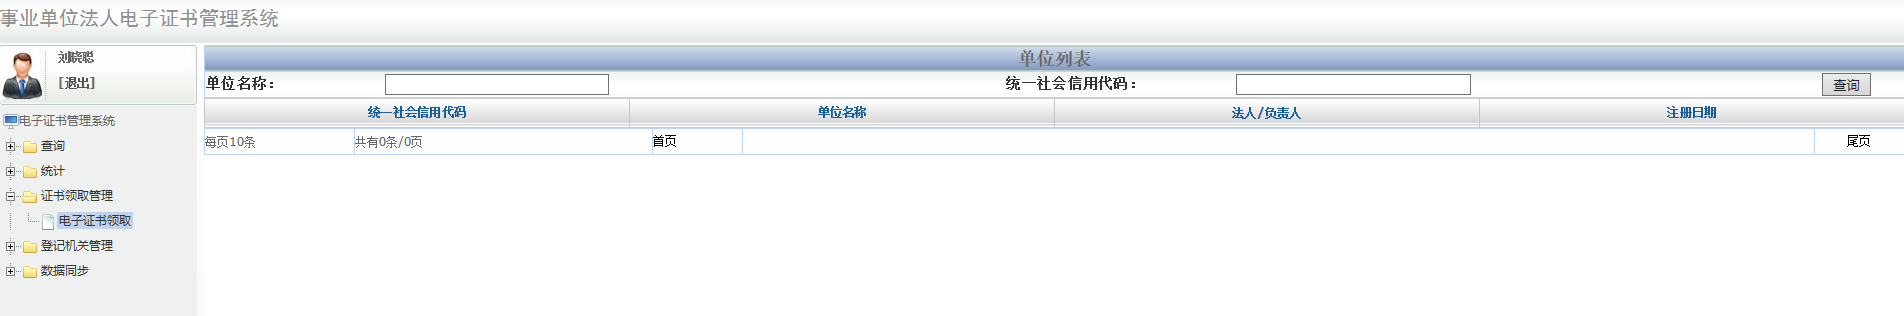 事业单位法人电子证书管理系统
刘晓聪
[退出]
电子证书管理系统
查询
统计
证书领取管理
电子证书领取
登记机关管理
数据同步
单位列表
单位名称： 统一社会信用代码： 查询
统一社会信用代码 单位名称 法人/负责人 注册日期
每页10条 共有0条/0页 首页 尾页